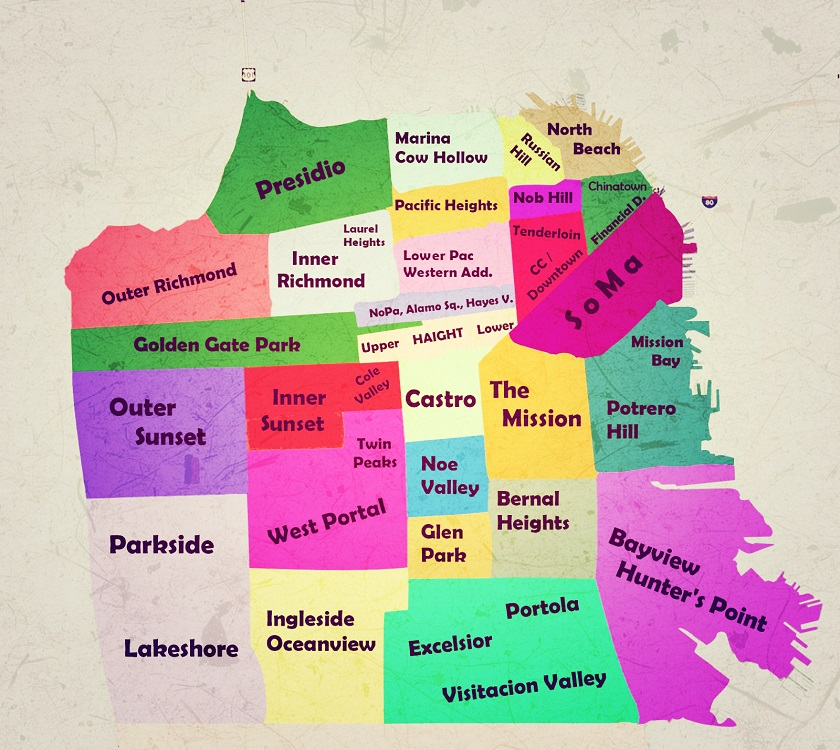 101
Marina
Cow Hollow
Russian
Hill
North
Beach
Presidio
Pacific Heights
Nob Hill
Chinatown
Financial D.
80
Laurel
Heights
Inner
Richmond
Lower Pac
Western Add.
Tenderloin
CC /
Downtown
SoMa
Outer Richmond
NoPa, Alamo Sq., Hayes V.
Golden Gate Park
Upper HAIGHT Lower
Mission
Bay
Outer
Sunset
Inner
Sunset
Cole
Valley
Castro
The
Mission
Potrero
Hill
Twin
Peaks
Noe
Valley
West Portal
Bernal
Heights
Glen
Park
Parkside
Bayview
Hunter's Point
Lakeshore
Ingleside
Oceanview
Portola
Excelsior
Visitacion Valley